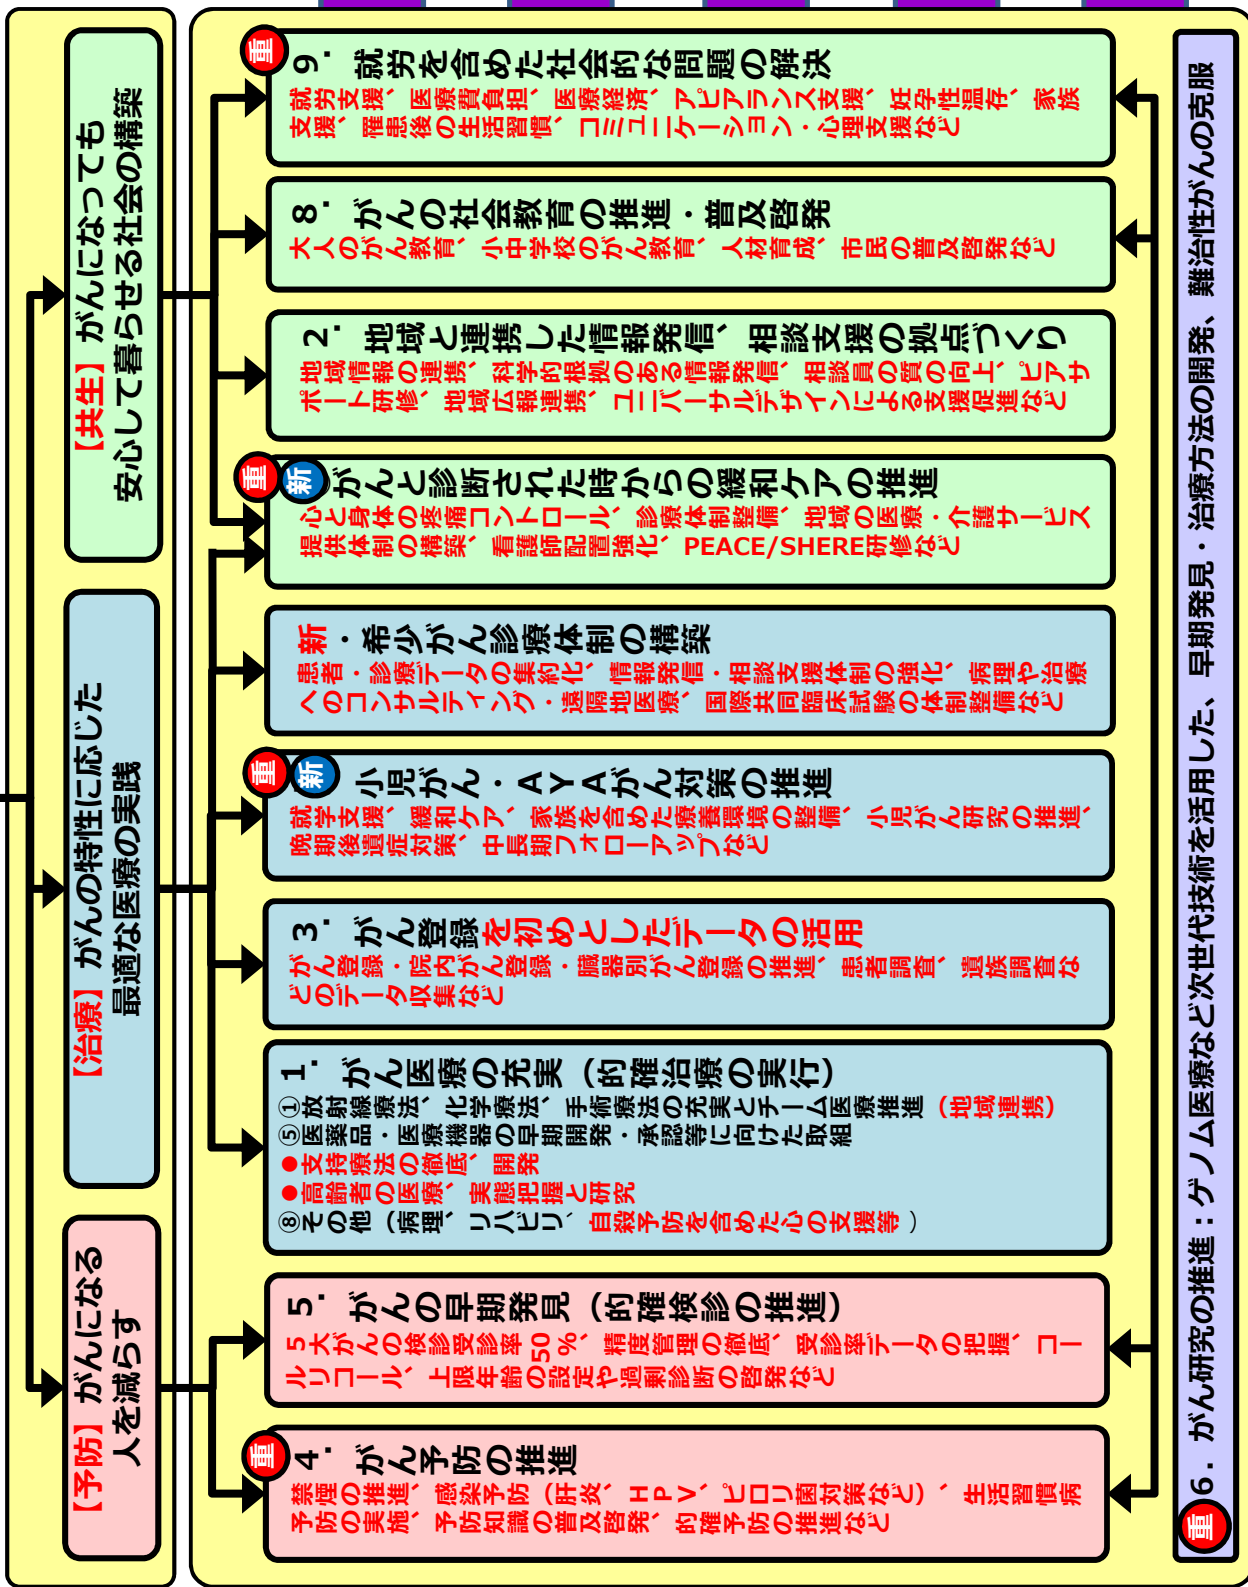 【予防】がんになる
人を減らす
【治療】がんの特性に応じた
最適な医療の実践
【共生】がんになっても
安心して暮らせる社会の構築
重
4．がん予防の推進
禁煙の推進、感染予防（肝炎、ＨＰＶ、ピロリ菌対策など）、生活習慣病
予防の実施、予防知識の普及啓発、的確予防の推進など
5．がんの早期発見（的確検診の推進）
５大がんの検診受診率50％、精度管理の徹底、受診率データの把握、コー
ルリコール、上限年齢の設定や過剰診断の啓発など
1．がん医療の充実（的確治療の実行）
①放射線療法、化学療法、手術療法の充実とチーム医療推進（地域連携）
⑤医薬品・医療機器の早期開発・承認等に向けた取組
●支持療法の徹底、開発
●高齢者の医療、実態把握と研究
⑧その他（病理、リハビリ、自殺予防を含めた心の支援等）
3．がん登録を初めとしたデータの活用
がん登録・院内がん登録・臓器別がん登録の推進、患者調査、遺族調査な
どのデータ収集など
重
新
小児がん・ＡＹＡがん対策の推進
就学支援、緩和ケア、家族を含めた療養環境の整備、小児がん研究の推進、
晩期後遺症対策、中長期フォローアップなど
新・希少がん診療体制の構築
患者・診療データの集約化、情報発信・相談支援体制の強化、病理や治療
へのコンサルティング・遠隔地医療、国際共同臨床試験の体制整備など
重
新
がんと診断された時からの緩和ケアの推進
心と身体の疼痛コントロール、診療体制整備、地域の医療・介護サービス
提供体制の構築、看護師配置強化、PEACE/SHERE研修など
2．地域と連携した情報発信、相談支援の拠点づくり
地域情報の連携、科学的根拠のある情報発信、相談員の質の向上、ピアサ
ポート研修、地域広報連携、ユニバーサルデザインによる支援促進など
8．がんの社会教育の推進・普及啓発
大人のがん教育、小中学校のがん教育、人材育成、市民の普及啓発など
重
9．就労を含めた社会的な問題の解決
就労支援、医療費負担、医療経済、アピアランス支援、妊孕性温存、家族
支援、罹患後の生活習慣、コミュニケーション・心理支援など
重
6．がん研究の推進：ゲノム医療など次世代技術を活用した、早期発見・治療方法の開発、難治性がんの克服